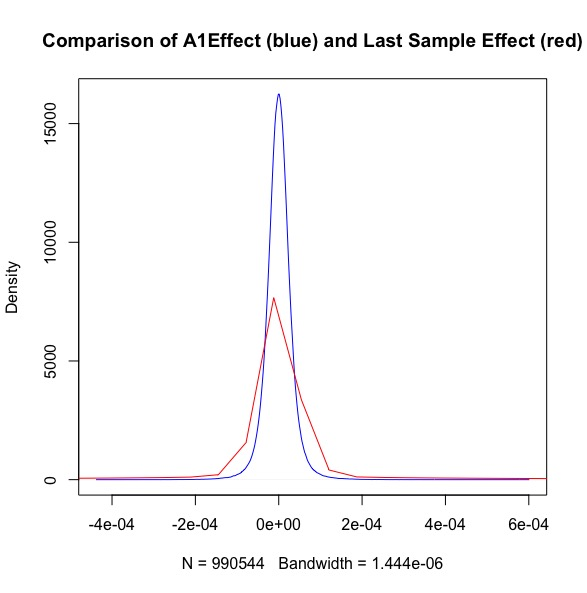 Comparison of A1Effect (blue) and Last Sample Effect (red)
Density
15000
10000
5000
0
-4e-04 -2e-04 0e+00 2e-04 4e-04 6e-04
N = 990544 Bandwidth = 1.444e-06